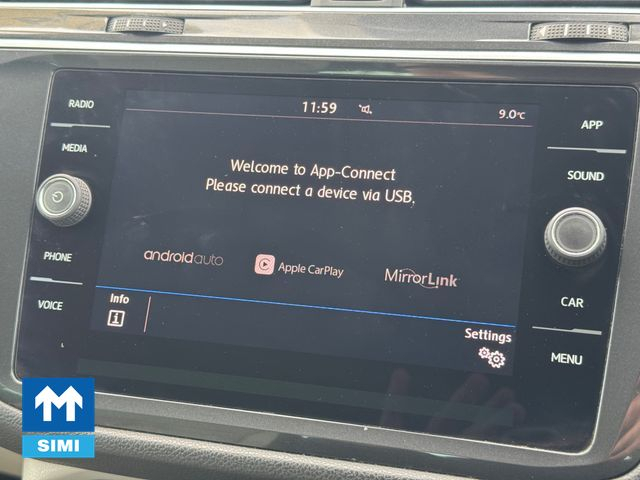 RADIO
MEDIA
PHONE
VOICE
11:59
9.0°C
Welcome to App-Connect
Please connect a device via USB.
androidauto
Apple CarPlay
MirrorLink
Info
Settings
APP
SOUND
CAR
MENU
SIMI